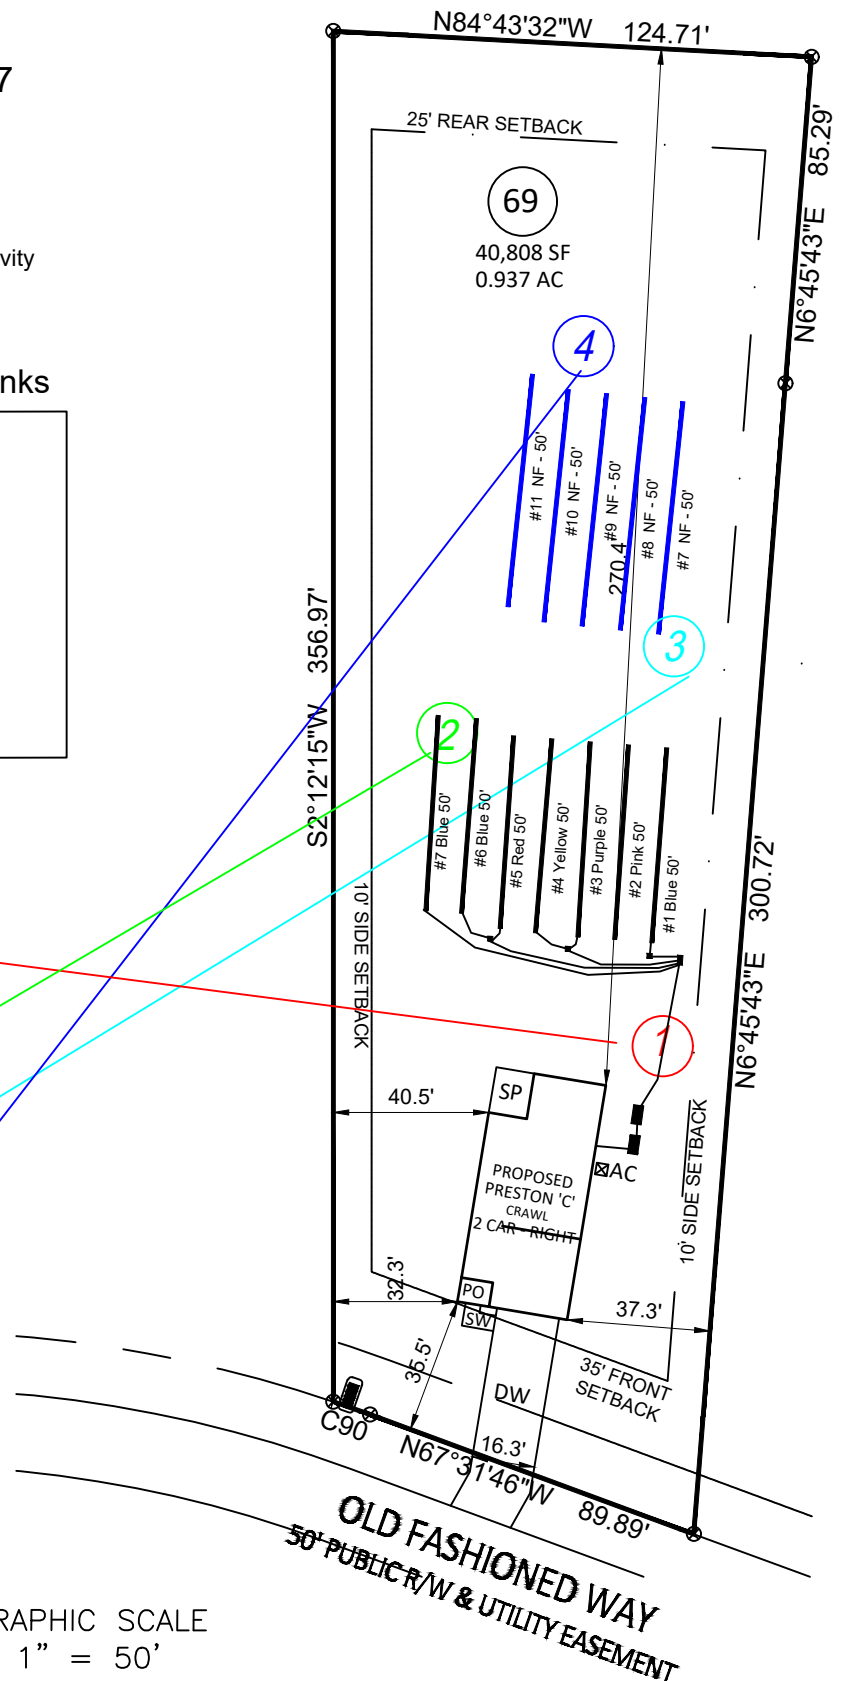 N84°43'32"W 124.71'
7
85.29'
N6°45'43"E
25' REAR SETBACK
69
40,808 SF
0.937 AC
vity
4
nks
#11 NF - 50'
#10 NF - 50'
#9 NF - 50'
#8 NF - 50'
#7 NF - 50'
270.4'
3
S2°12'15"W 356.97'
2
#7 Blue 50'
#6 Blue 50'
#5 Red 50'
#4 Yellow 50'
#3 Purple 50'
#2 Pink 50'
#1 Blue 50'
N6°45'43"E 300.72'
10' SIDE SETBACK
1
SP
40.5'
AC
PROPOSED
PRESTON 'C'
CRAWL
2 CAR - RIGHT
10' SIDE SETBACK
32.3'
PO
SW
37.3'
35.5'
35' FRONT
SETBACK
DW
C90
16.3'
N67°31'46"W 89.89'
OLD FASHIONED WAY
50' PUBLIC R/W & UTILITY EASEMENT
RAPHIC SCALE
1" = 50'